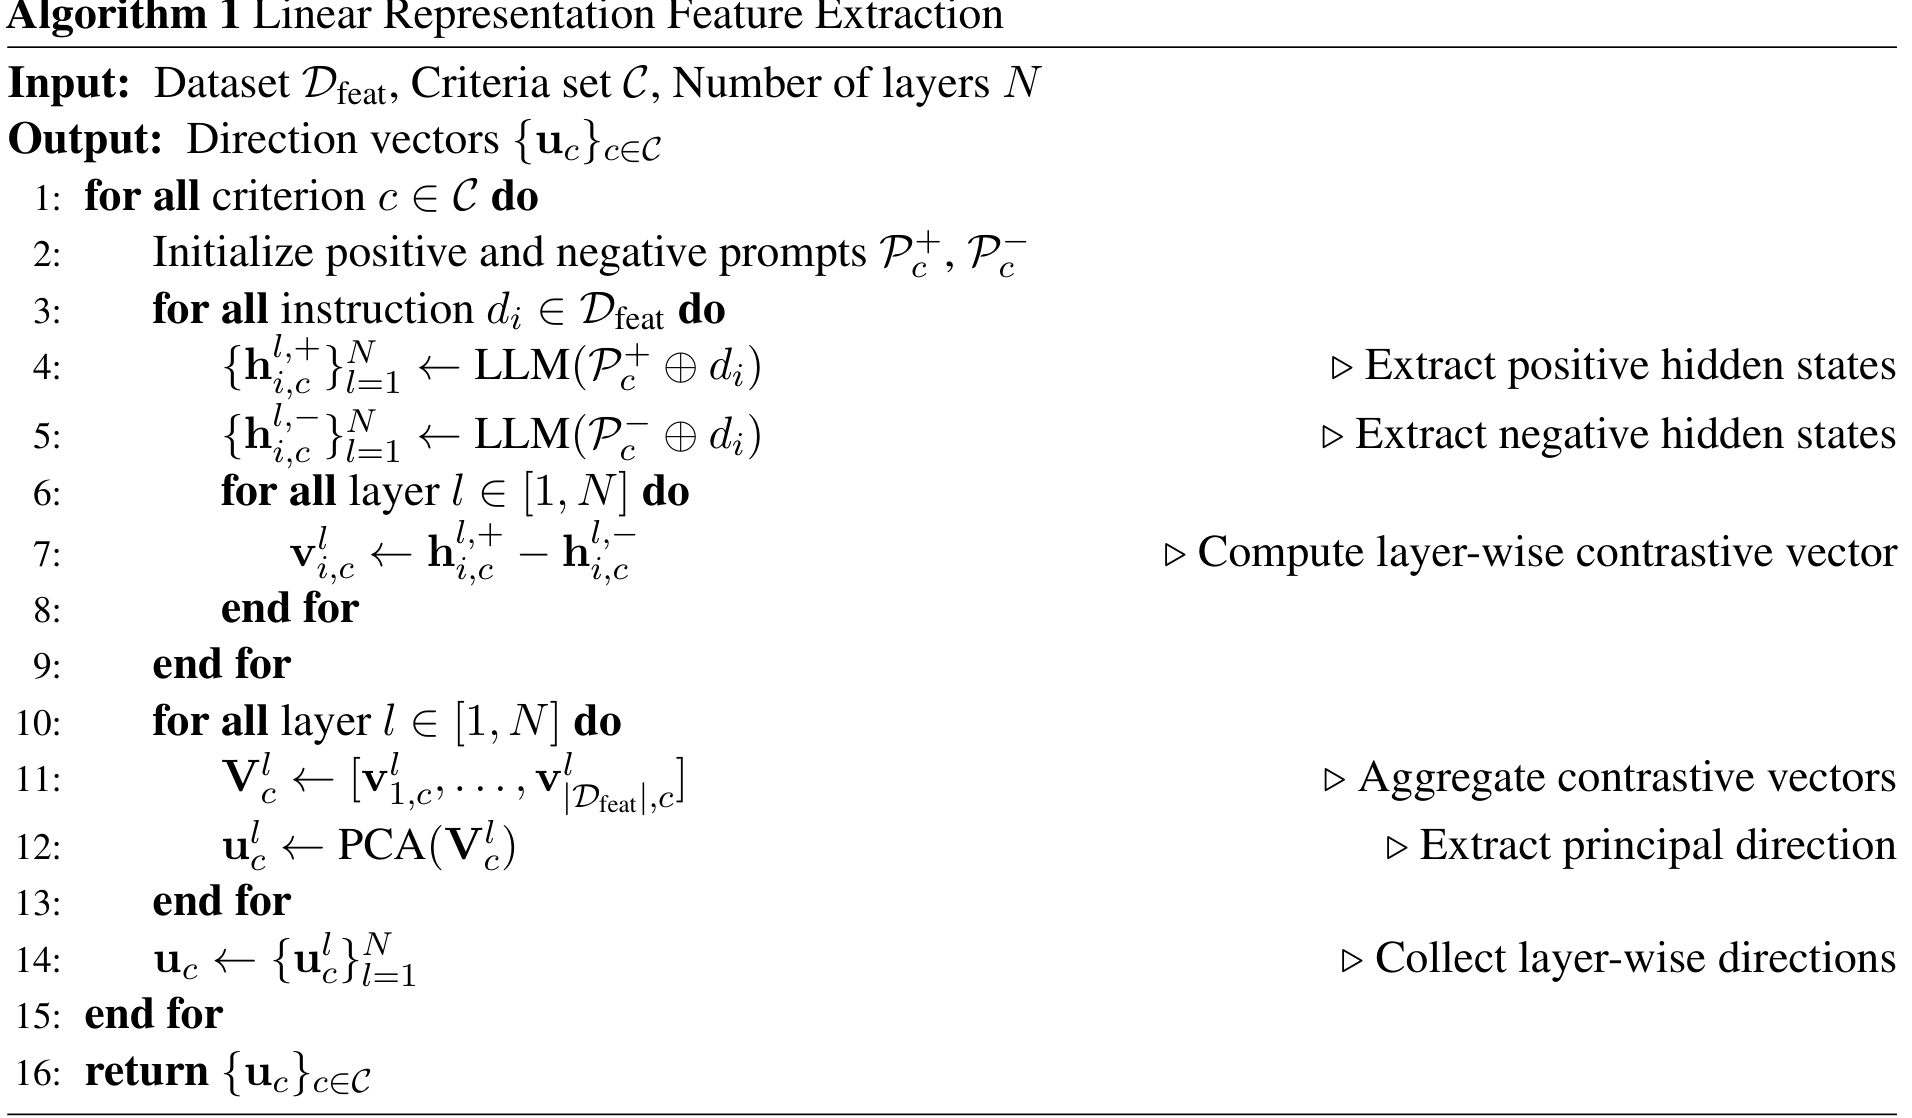 Algorithm 1 Linear Representation Feature Extraction
Input: Dataset $\mathcal{D}_{\text{feat}}$, Criteria set $\mathcal{C}$, Number of layers $N$
Output: Direction vectors $\{\mathbf{u}_c\}_{c \in \mathcal{C}}$
1: for all criterion $c \in \mathcal{C}$ do
2: Initialize positive and negative prompts $\mathcal{P}_c^+$, $\mathcal{P}_c^-$
3: for all instruction $d_i \in \mathcal{D}_{\text{feat}}$ do
4: $\{\mathbf{h}_{i,c}^{l,+}\}_{l=1}^N \leftarrow \text{LLM}(\mathcal{P}_c^+ \oplus d_i)$ ▷ Extract positive hidden states
5: $\{\mathbf{h}_{i,c}^{l,-}\}_{l=1}^N \leftarrow \text{LLM}(\mathcal{P}_c^- \oplus d_i)$ ▷ Extract negative hidden states
6: for all layer $l \in [1, N]$ do
7: $\mathbf{v}_{i,c}^l \leftarrow \mathbf{h}_{i,c}^{l,+} - \mathbf{h}_{i,c}^{l,-}$ ▷ Compute layer-wise contrastive vector
8: end for
9: end for
10: for all layer $l \in [1, N]$ do
11: $\mathbf{V}_c^l \leftarrow [\mathbf{v}_{1,c}^l, \ldots, \mathbf{v}_{|\mathcal{D}_{\text{feat}}|,c}^l]$ ▷ Aggregate contrastive vectors
12: $\mathbf{u}_c^l \leftarrow \text{PCA}(\mathbf{V}_c^l)$ ▷ Extract principal direction
13: end for
14: $\mathbf{u}_c \leftarrow \{\mathbf{u}_c^l\}_{l=1}^N$ ▷ Collect layer-wise directions
15: end for
16: return $\{\mathbf{u}_c\}_{c \in \mathcal{C}}$